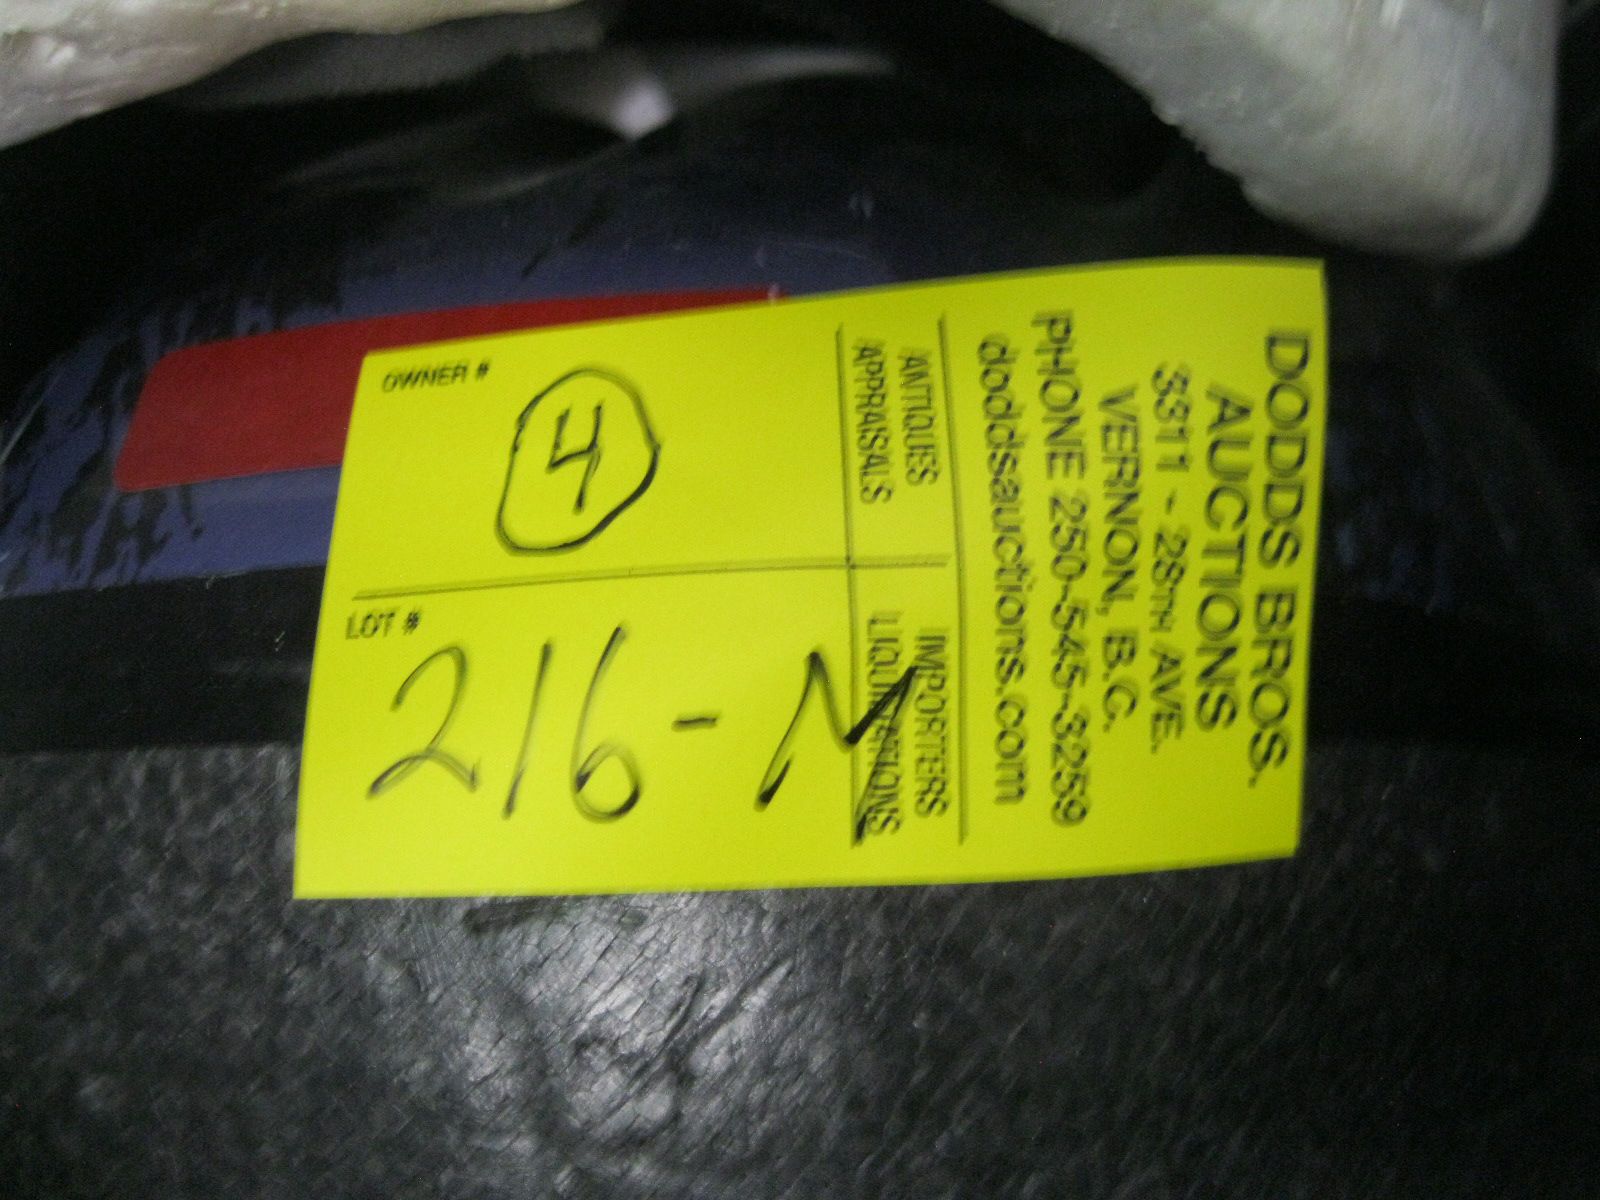 DODDS BROS.
AUCTIONS
3311 - 28TH AVE.
VERNON, B.C.
PHONE 250-545-3259
doddsauctions.com
ANTIQUES
APPRAISALS
IMPORTERS
LIQUIDATIONS
OWNER #
4
LOT #
216-N